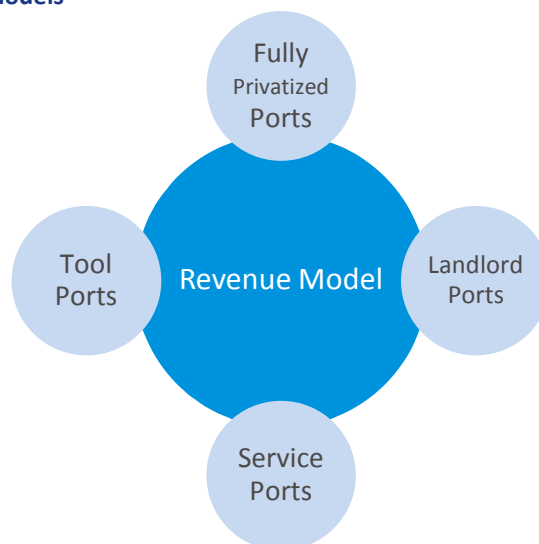 Fully
Privatized
Ports
Tool
Ports
Revenue Model
Landlord
Ports
Service
Ports